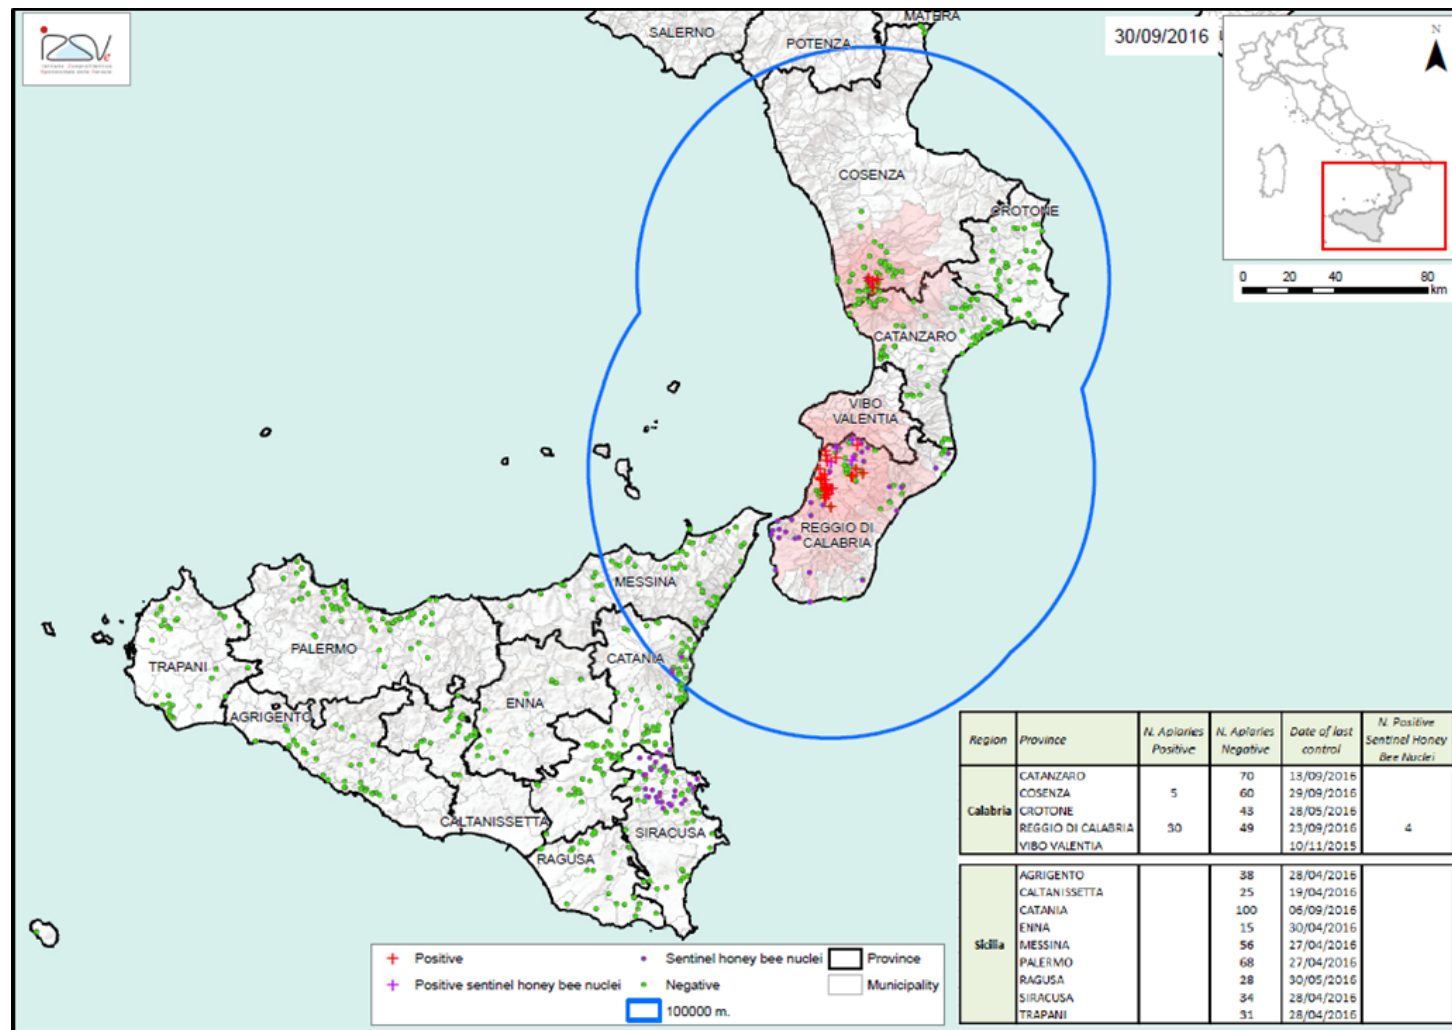 MATERA
SALERNO
POTENZA
30/09/2016
N
COSENZA
CROTONE
0 20 40 80
km
CATANZARO
VIBO
VALENTIA
REGGIO DI
CALABRIA
MESSINA
PALERMO
TRAPANI
CATANIA
ENNA
AGRIGENTO
CALTANISSETTA
SIRACUSA
RAGUSA
Positive
Sentinel honey bee nuclei
Province
Positive sentinel honey bee nuclei
Negative
Municipality
100000 m.
Region Province N. Apiaries Positive N. Apiaries Negative Date of last control N. Positive Sentinel Honey Bee Nuclei
Calabria
CATANZARO 70 13/09/2016
COSENZA 5 60 29/09/2016
CROTONE 43 28/05/2016
REGGIO DI CALABRIA 30 49 23/09/2016 4
VIBO VALENTIA 10/11/2015
Sicilia
AGRIGENTO 38 28/04/2016
CALTANISSETTA 25 19/04/2016
CATANIA 100 06/09/2016
ENNA 15 30/04/2016
MESSINA 56 27/04/2016
PALERMO 68 27/04/2016
RAGUSA 28 30/05/2016
SIRACUSA 34 28/04/2016
TRAPANI 31 28/04/2016